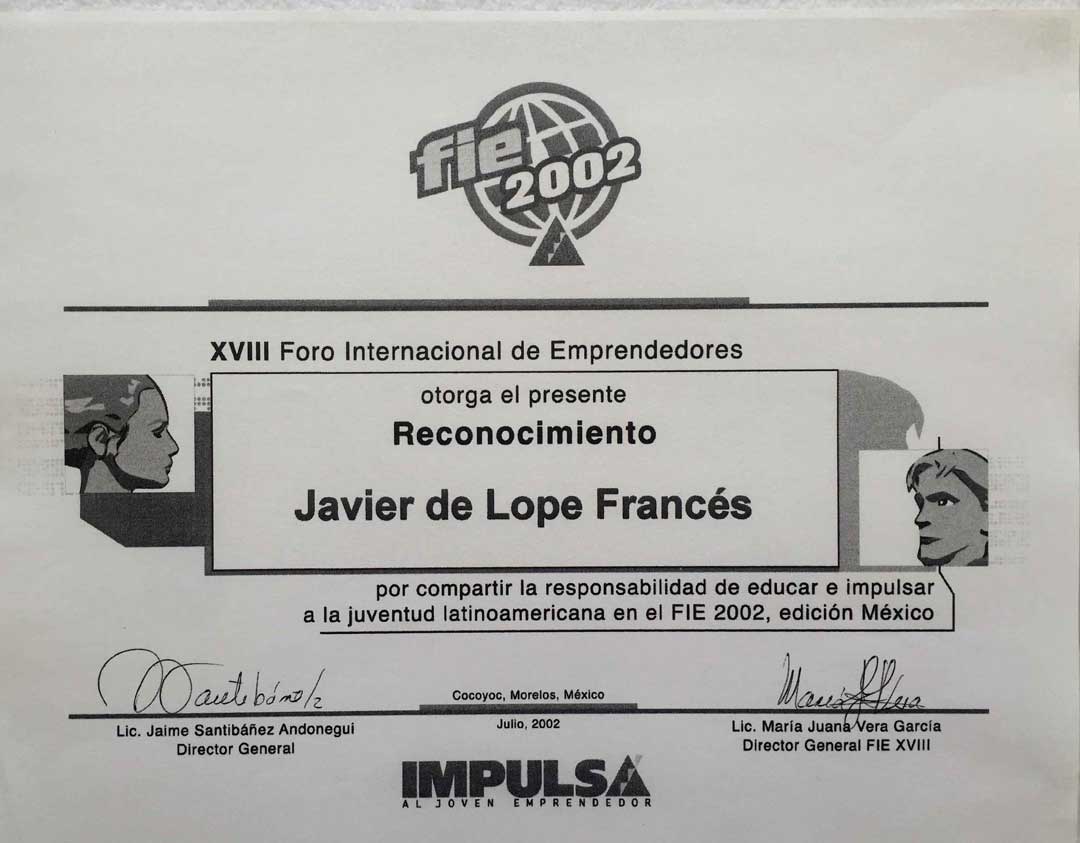 fie
2002
XVIII Foro Internacional de Emprendedores
otorga el presente
Reconocimiento
Javier de Lope Francés
por compartir la responsabilidad de educar e impulsar
a la juventud latinoamericana en el FIE 2002, edición México
Cocoyoc, Morelos, México
Julio, 2002
Lic. Jaime Santibáñez Andonegui
Director General
Lic. María Juana Vera García
Director General FIE XVIII
IMPULSA
AL JOVEN EMPRENDEDOR